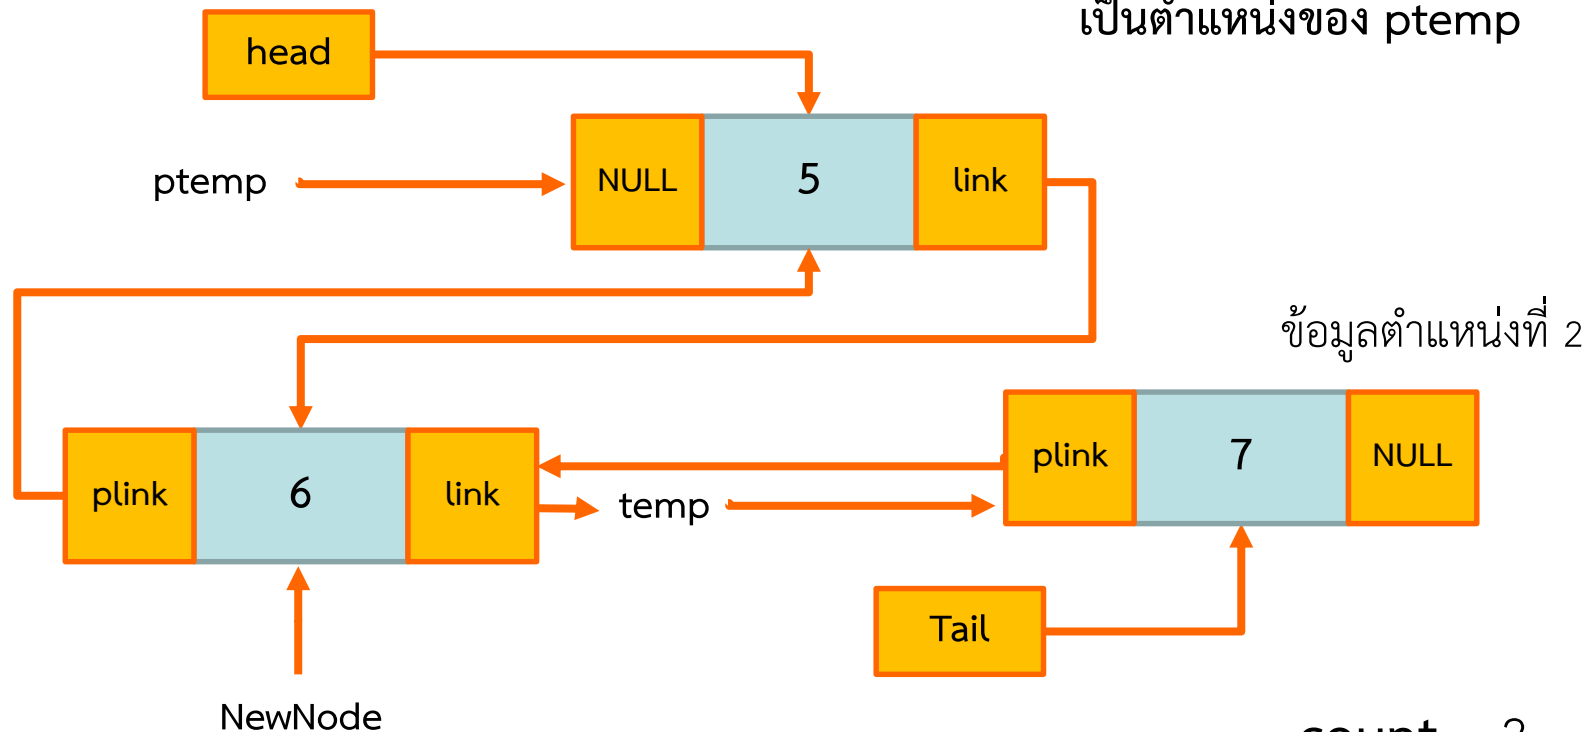 เป็นตำแหน่งของ ptemp
head
ptemp
NULL 5 link
ข้อมูลตำแหน่งที่ 2
plink 6 link
temp
plink 7 NULL
Tail
NewNode
count